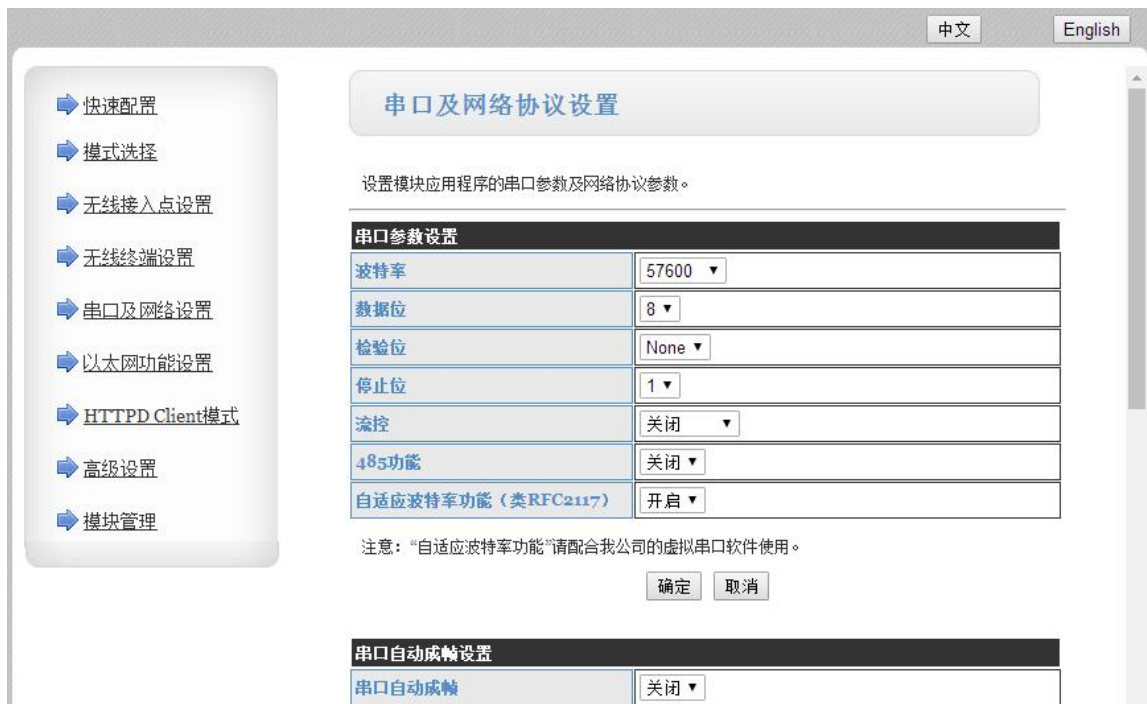 中文 English
快速配置
模式选择
无线接入点设置
无线终端设置
串口及网络设置
以太网功能设置
HTTPD Client模式
高级设置
模块管理
串口及网络协议设置
设置模块应用程序的串口参数及网络协议参数。
串口参数设置
波特率 57600
数据位 8
检验位 None
停止位 1
流控 关闭
485功能 关闭
自适应波特率功能（类RFC2117） 开启
注意：“自适应波特率功能”请配合我公司的虚拟串口软件使用。
确定 取消
串口自动成帧设置
串口自动成帧 关闭